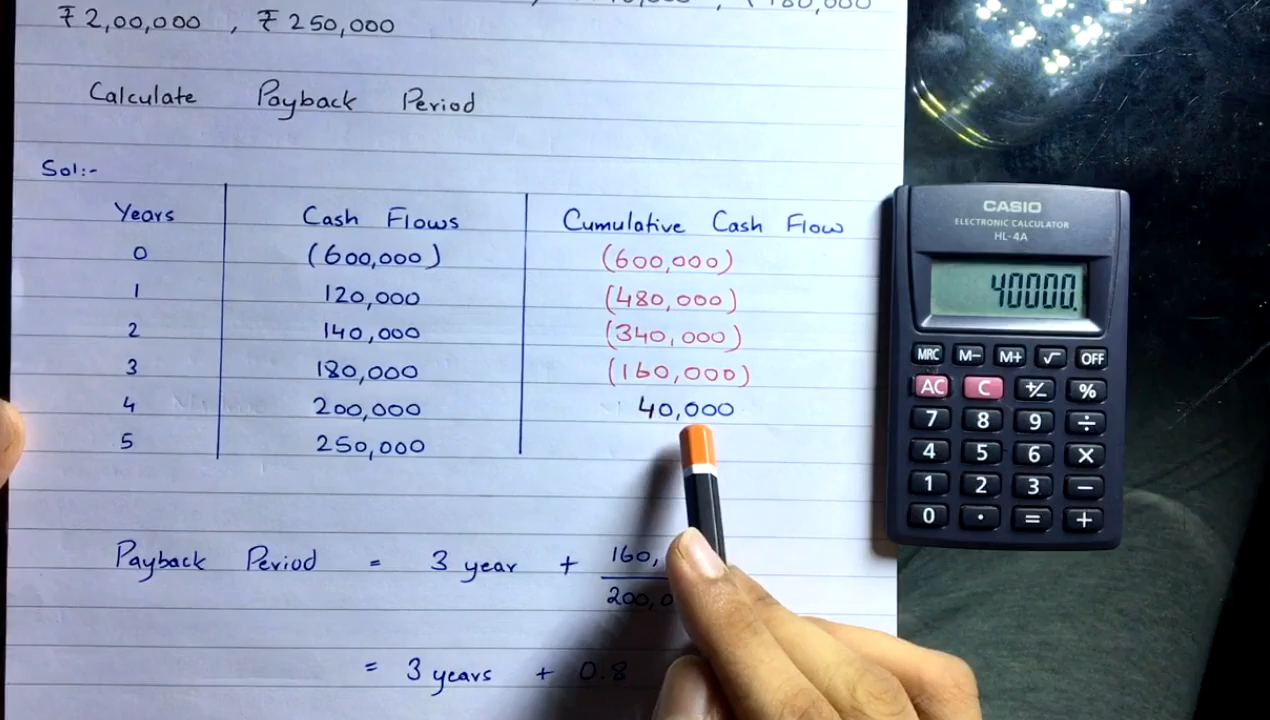 ₹ 2,00,000 , ₹ 250,000
Calculate Payback Period
Sol:-
Years Cash Flows Cumulative Cash Flow
0 (600,000) (600,000)
1 120,000 (480,000)
2 140,000 (340,000)
3 180,000 (160,000)
4 200,000 40,000
5 250,000
Payback Period = 3 year + 160,
200,0
= 3 years + 0.8
CASIO
ELECTRONIC CALCULATOR
HL-4A
40000.
MRC M- M+ √ OFF
AC C +/- %
7 8 9 ÷
4 5 6 ×
1 2 3 −
0 · = +